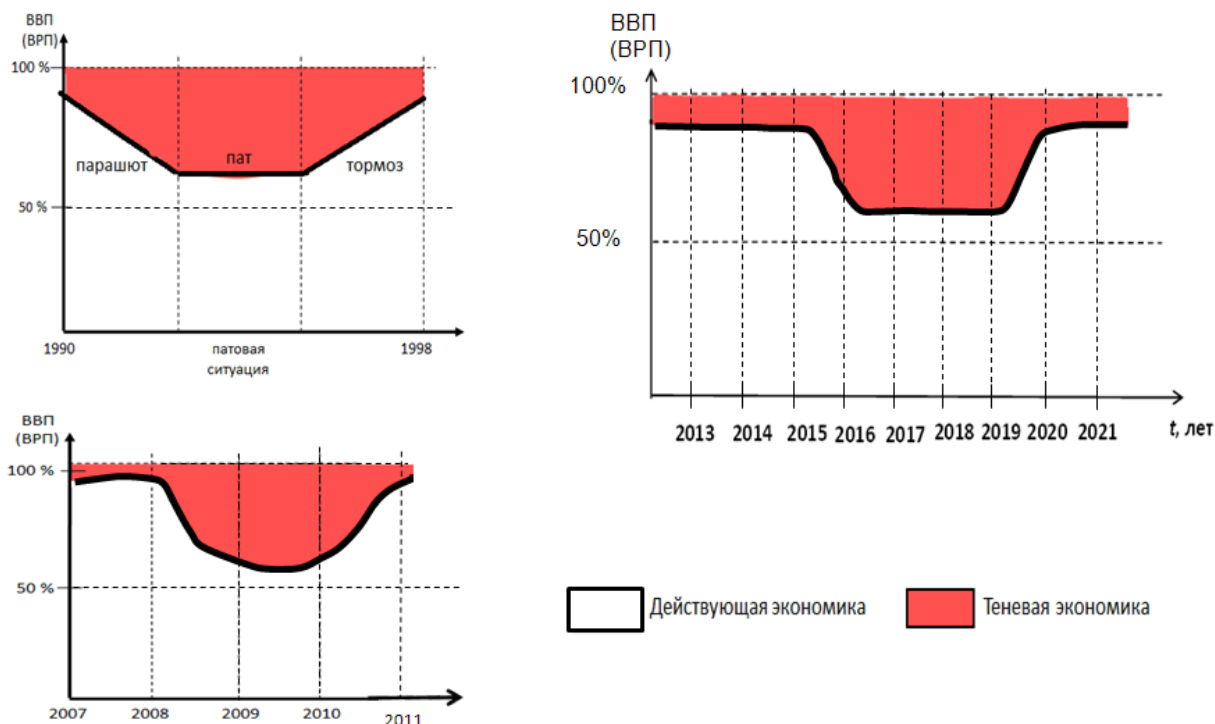 ВВП
(ВРП)
100 %
парашют
пат
тормоз
50 %
1990
патовая
ситуация
1998
ВВП
(ВРП)
100%
50%
2013 2014 2015 2016 2017 2018 2019 2020 2021
t, лет
ВВП
(ВРП)
100 %
50 %
2007 2008 2009 2010 2011
Действующая экономика
Теневая экономика